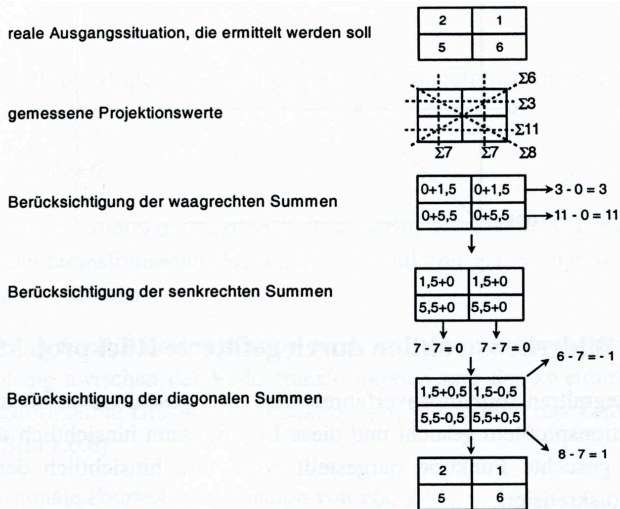 reale Ausgangssituation, die ermittelt werden soll
2 1
5 6
gemessene Projektionswerte
Σ6
Σ3
Σ11
Σ7 Σ7 Σ8
Berücksichtigung der waagrechten Summen
0+1,5 0+1,5 3 - 0 = 3
0+5,5 0+5,5 11 - 0 = 11
Berücksichtigung der senkrechten Summen
1,5+0 1,5+0
5,5+0 5,5+0
7 - 7 = 0 7 - 7 = 0
6 - 7 = - 1
Berücksichtigung der diagonalen Summen
1,5+0,5 1,5-0,5
5,5-0,5 5,5+0,5
8 - 7 = 1
2 1
5 6